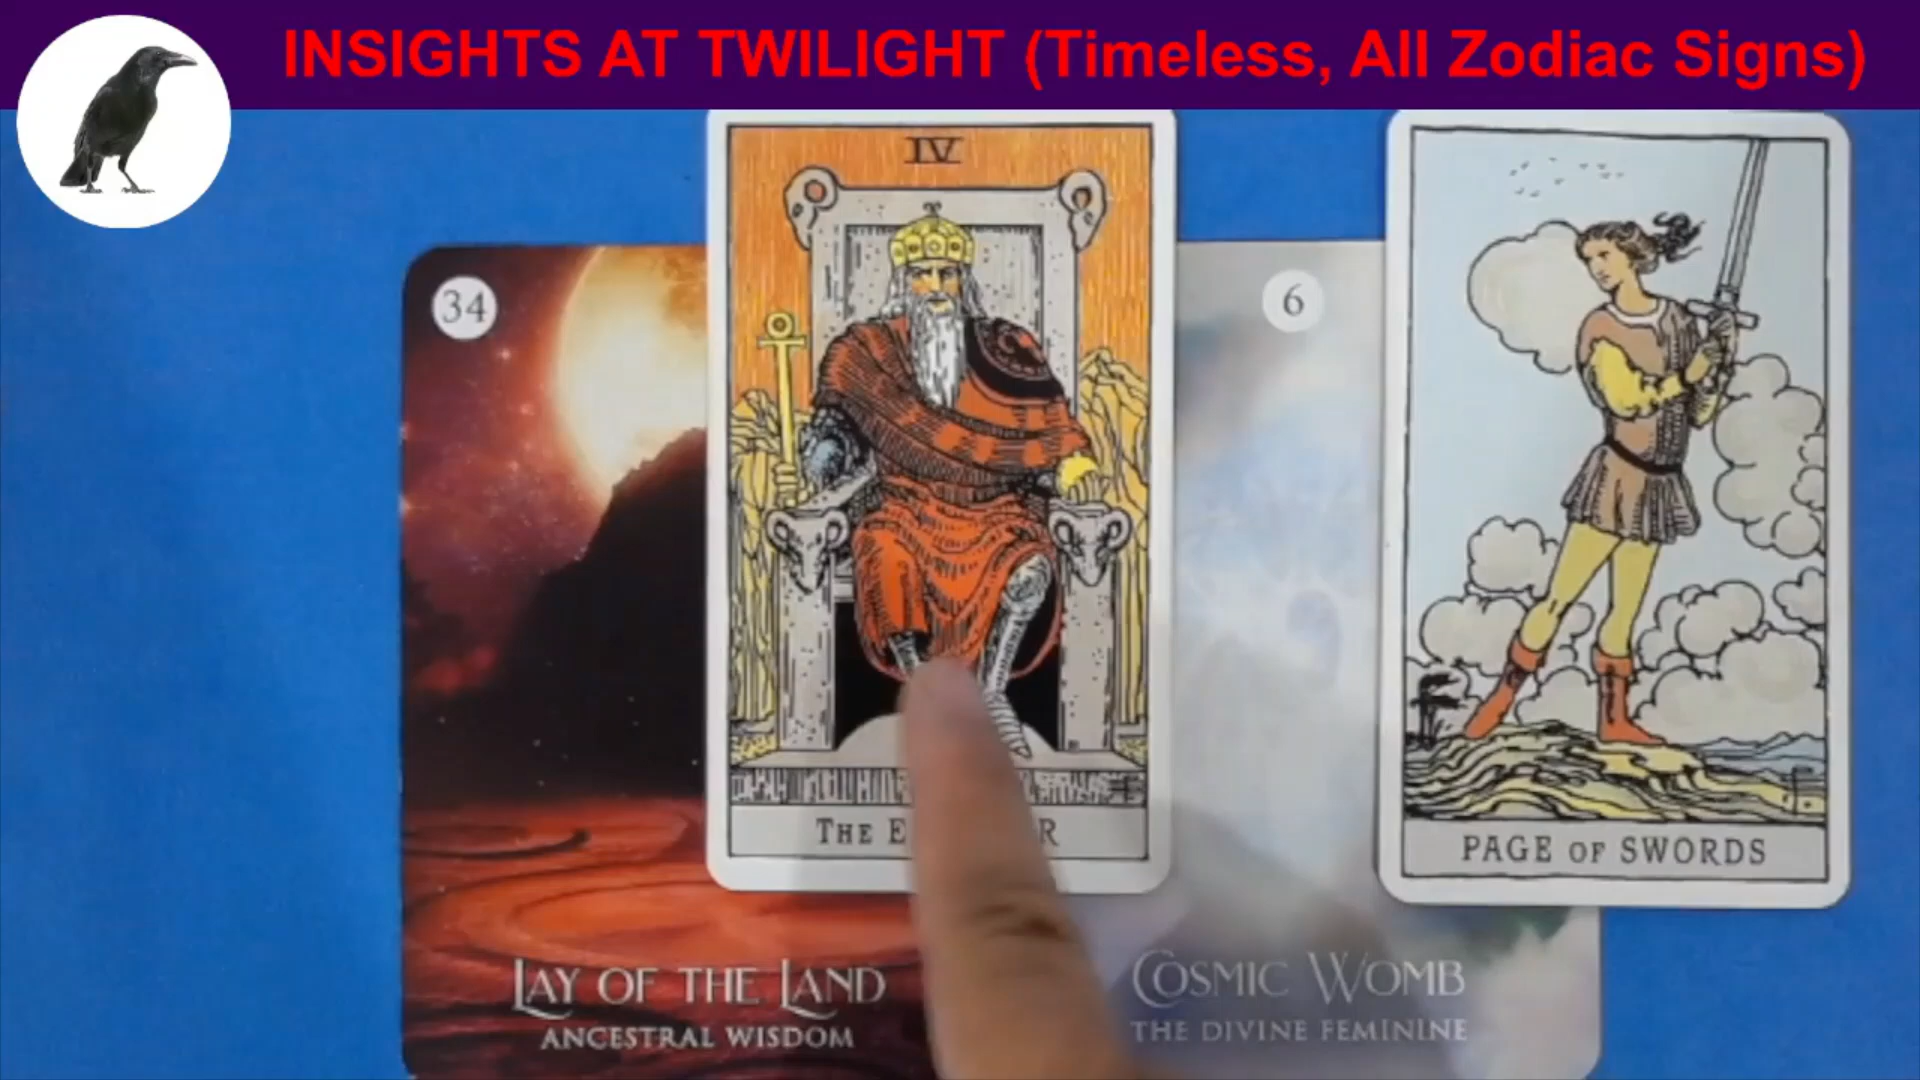 INSIGHTS AT TWILIGHT (Timeless, All Zodiac Signs)
IV
34
6
THE
PAGE OF SWORDS
LAY OF THE LAND
ANCESTRAL WISDOM
COSMIC WOMB
THE DIVINE FEMININE